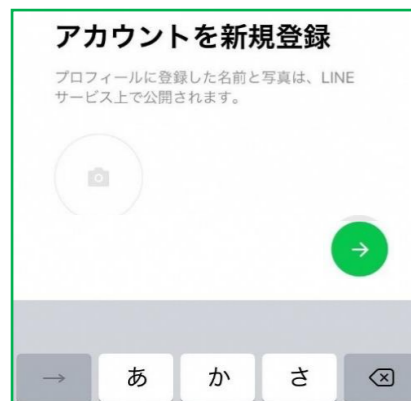 アカウントを新規登録
プロフィールに登録した名前と写真は、LINE
サービス上で公開されます。
→
→ あ か さ